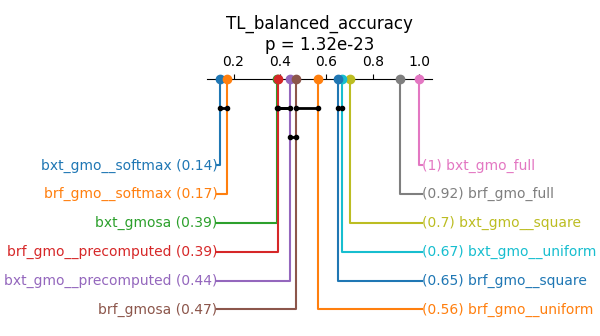 TL_balanced_accuracy
p = 1.32e-23
0.2 0.4 0.6 0.8 1.0
bxt_gmo__softmax (0.14)
(1) bxt_gmo_full
brf_gmo__softmax (0.17)
(0.92) brf_gmo_full
bxt_gmosa (0.39)
(0.7) bxt_gmo__square
brf_gmo__precomputed (0.39)
(0.67) bxt_gmo__uniform
bxt_gmo__precomputed (0.44)
(0.65) brf_gmo__square
brf_gmosa (0.47)
(0.56) brf_gmo__uniform